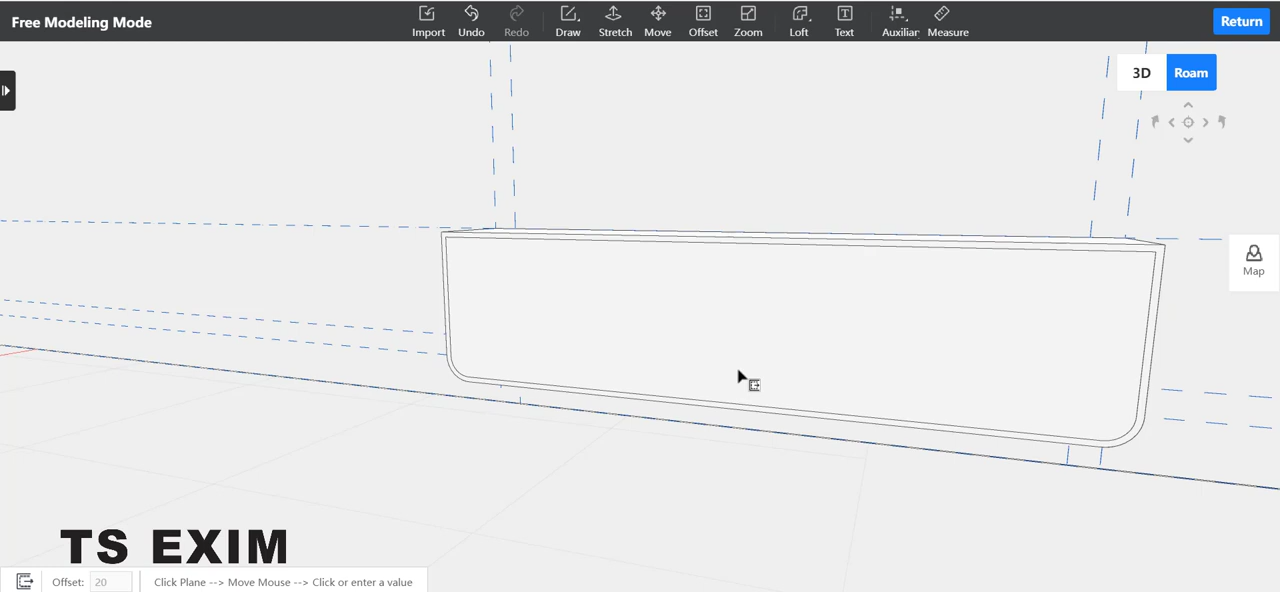 Free Modeling Mode
Import Undo Redo Draw Stretch Move Offset Zoom Loft Text Auxiliar Measure
Return
3D Roam
Map
TS EXIM
Offset: 20 Click Plane --> Move Mouse --> Click or enter a value